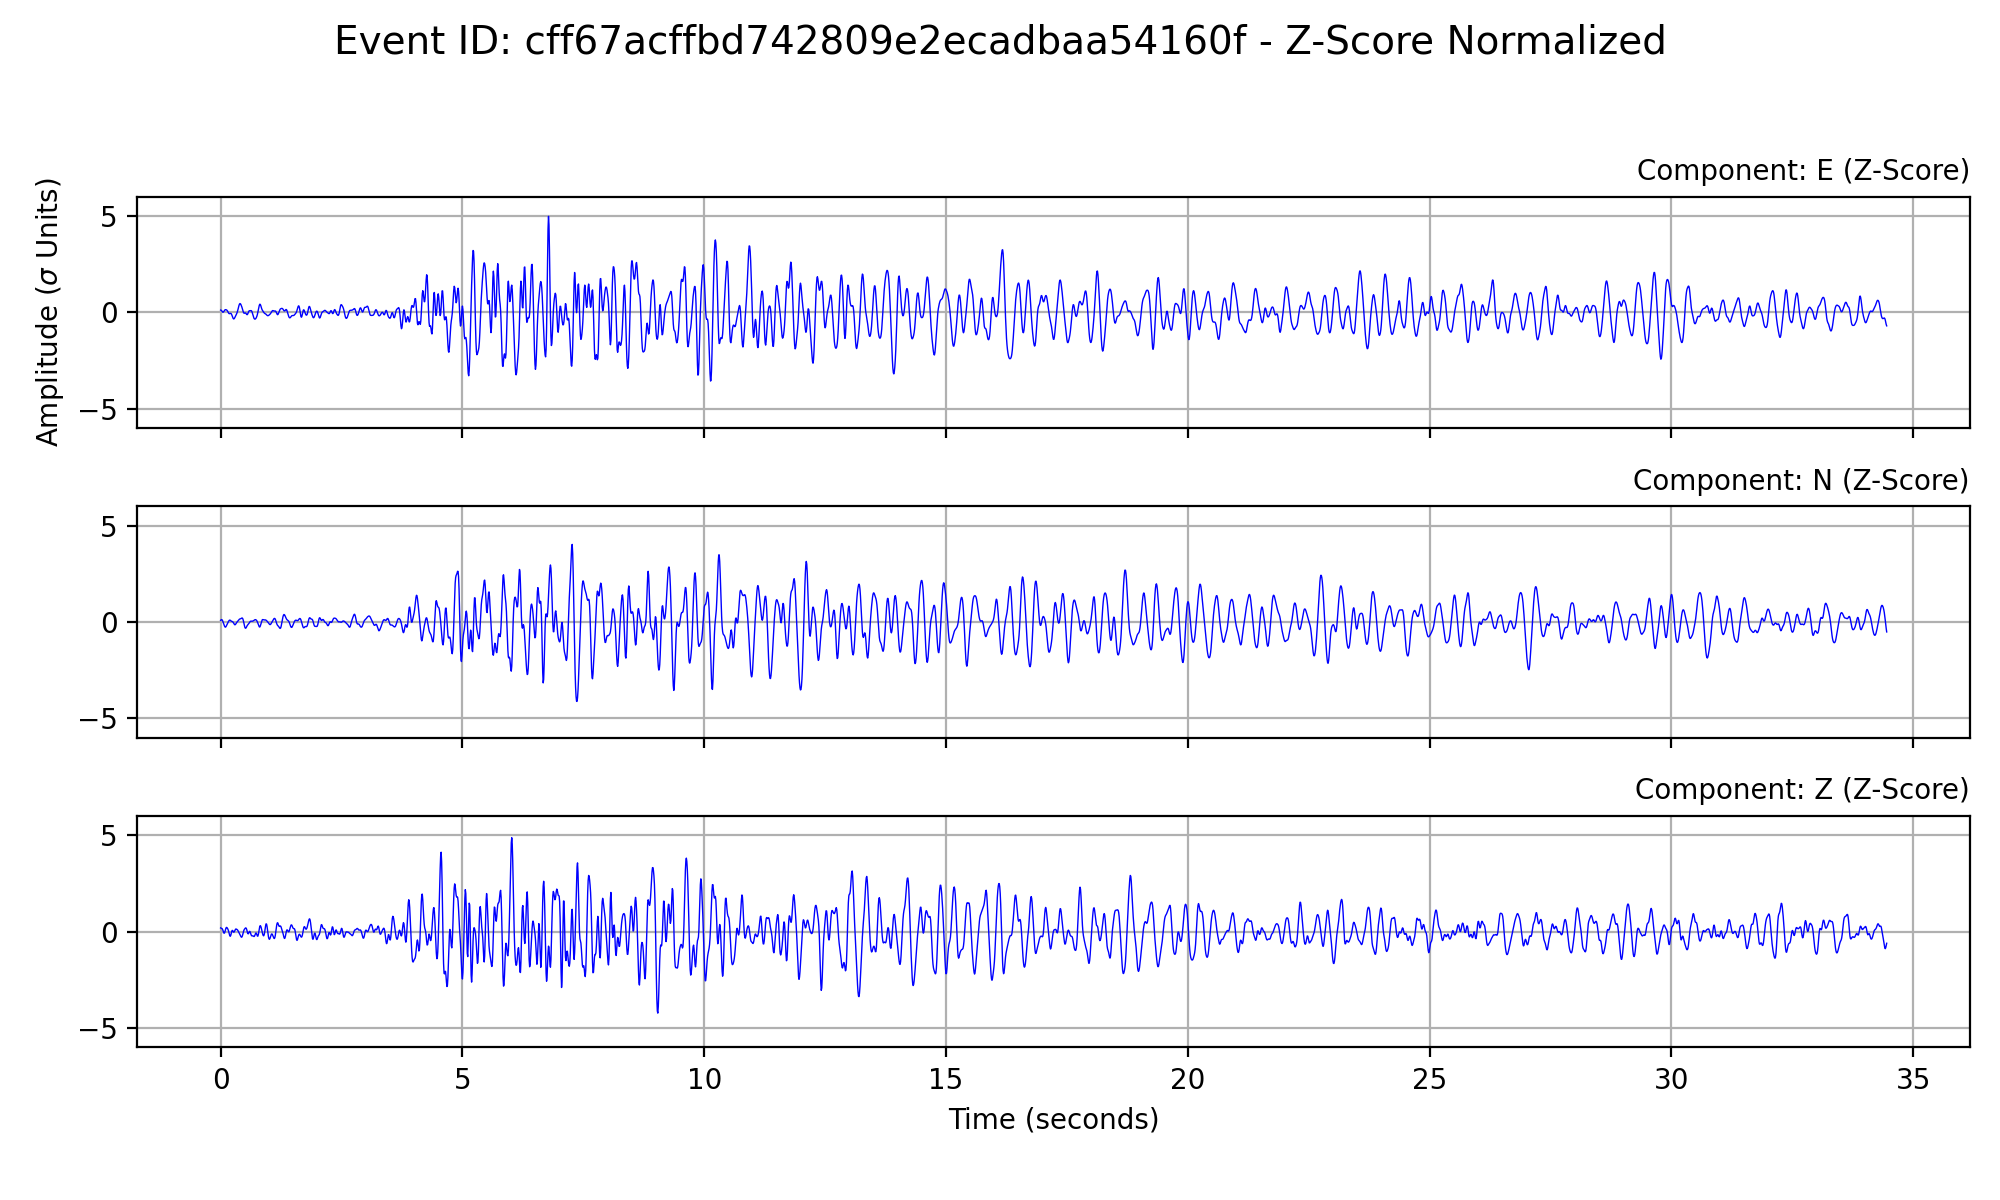 Event ID: cff67acffbd742809e2ecadbaa54160f - Z-Score Normalized
Component: E (Z-Score)
Amplitude (σ Units)
5
0
−5
Component: N (Z-Score)
5
0
−5
Component: Z (Z-Score)
5
0
−5
0 5 10 15 20 25 30 35
Time (seconds)